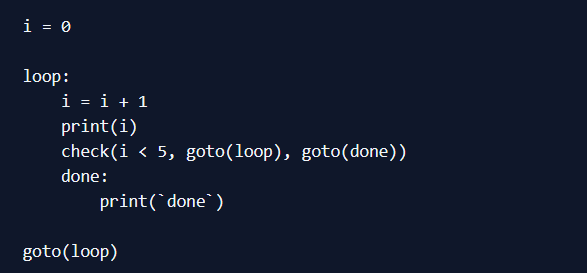 i = 0
loop:
    i = i + 1
    print(i)
    check(i < 5, goto(loop), goto(done))
    done:
        print(`done`)
goto(loop)